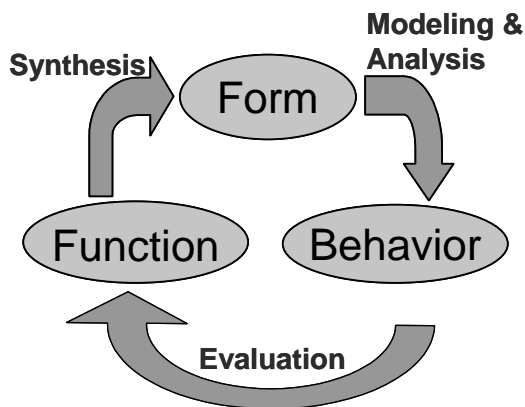 Modeling &
Analysis
Synthesis
Form
Function
Behavior
Evaluation